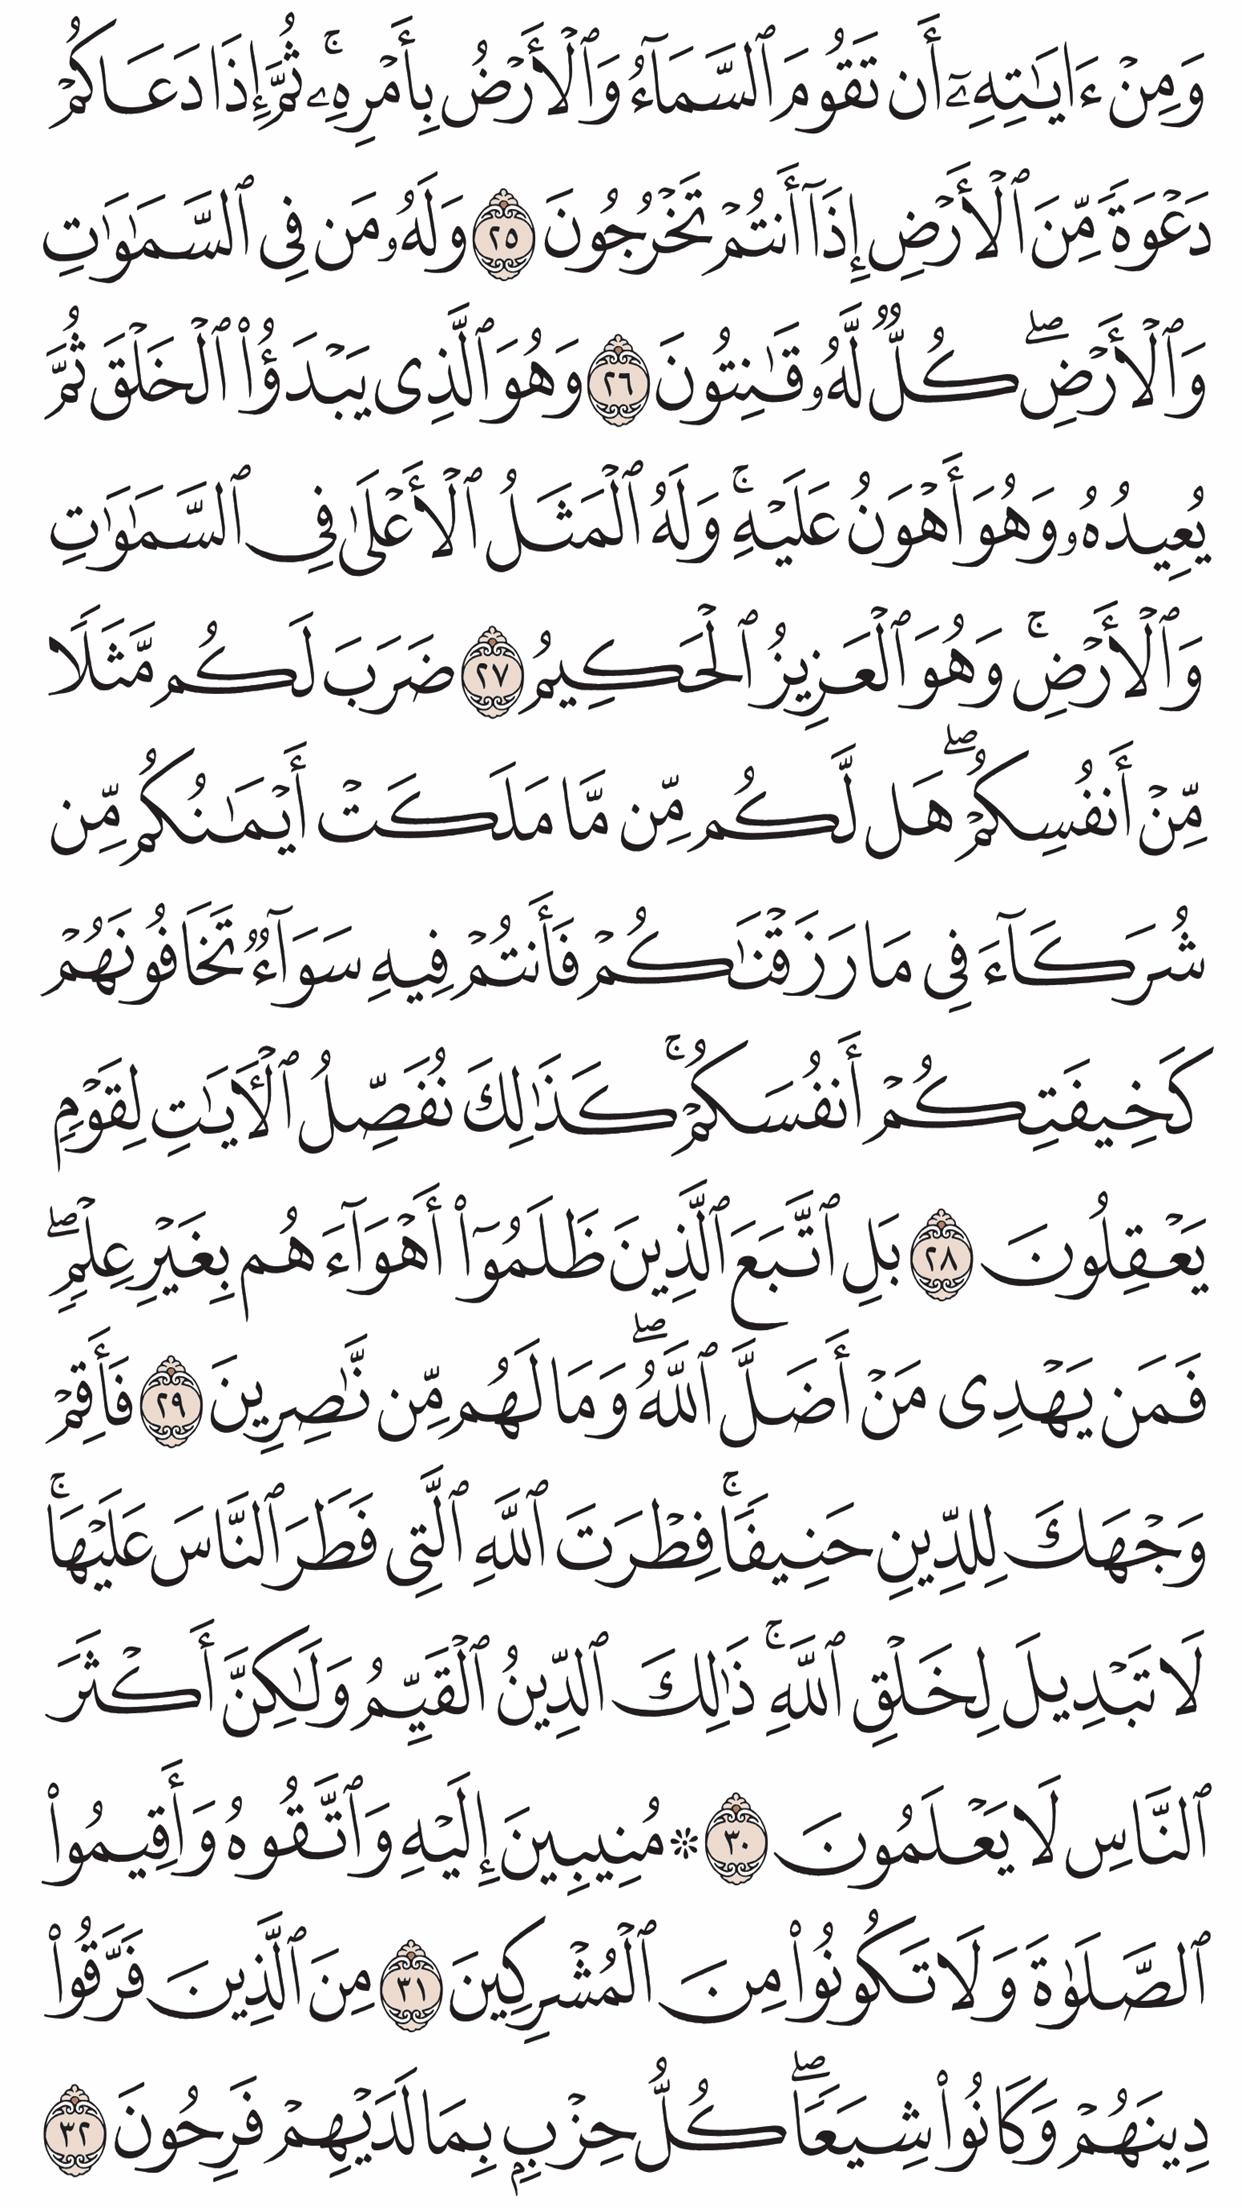 وَمِنْ ءَايَٰتِهِۦٓ أَن تَقُومَ ٱلسَّمَآءُ وَٱلْأَرْضُ بِأَمْرِهِۦ ۚ ثُمَّ إِذَا دَعَاكُمْ
دَعْوَةً مِّنَ ٱلْأَرْضِ إِذَآ أَنتُمْ تَخْرُجُونَ ٢٥ وَلَهُۥ مَن فِى ٱلسَّمَٰوَٰتِ
وَٱلْأَرْضِ ۖ كُلٌّ لَّهُۥ قَٰنِتُونَ ٢٦ وَهُوَ ٱلَّذِى يَبْدَؤُا۟ ٱلْخَلْقَ ثُمَّ
يُعِيدُهُۥ وَهُوَ أَهْوَنُ عَلَيْهِ ۚ وَلَهُ ٱلْمَثَلُ ٱلْأَعْلَىٰ فِى ٱلسَّمَٰوَٰتِ
وَٱلْأَرْضِ ۚ وَهُوَ ٱلْعَزِيزُ ٱلْحَكِيمُ ٢٧ ضَرَبَ لَكُم مَّثَلًا
مِّنْ أَنفُسِكُمْ ۖ هَل لَّكُم مِّن مَّا مَلَكَتْ أَيْمَٰنُكُم مِّن
شُرَكَآءَ فِى مَا رَزَقْنَٰكُمْ فَأَنتُمْ فِيهِ سَوَآءٌ تَخَافُونَهُمْ
كَخِيفَتِكُمْ أَنفُسَكُمْ ۚ كَذَٰلِكَ نُفَصِّلُ ٱلْءَايَٰتِ لِقَوْمٍ
يَعْقِلُونَ ٢٨ بَلِ ٱتَّبَعَ ٱلَّذِينَ ظَلَمُوٓا۟ أَهْوَآءَهُم بِغَيْرِ عِلْمٍ ۖ
فَمَن يَهْدِى مَنْ أَضَلَّ ٱللَّهُ ۖ وَمَا لَهُم مِّن نَّٰصِرِينَ ٢٩ فَأَقِمْ
وَجْهَكَ لِلدِّينِ حَنِيفًا ۚ فِطْرَتَ ٱللَّهِ ٱلَّتِى فَطَرَ ٱلنَّاسَ عَلَيْهَا ۚ
لَا تَبْدِيلَ لِخَلْقِ ٱللَّهِ ۚ ذَٰلِكَ ٱلدِّينُ ٱلْقَيِّمُ وَلَٰكِنَّ أَكْثَرَ
ٱلنَّاسِ لَا يَعْلَمُونَ ٣٠ ۞ مُنِيبِينَ إِلَيْهِ وَٱتَّقُوهُ وَأَقِيمُوا۟
ٱلصَّلَوٰةَ وَلَا تَكُونُوا۟ مِنَ ٱلْمُشْرِكِينَ ٣١ مِنَ ٱلَّذِينَ فَرَّقُوا۟
دِينَهُمْ وَكَانُوا۟ شِيَعًا ۖ كُلُّ حِزْبٍۭ بِمَا لَدَيْهِمْ فَرِحُونَ ٣٢